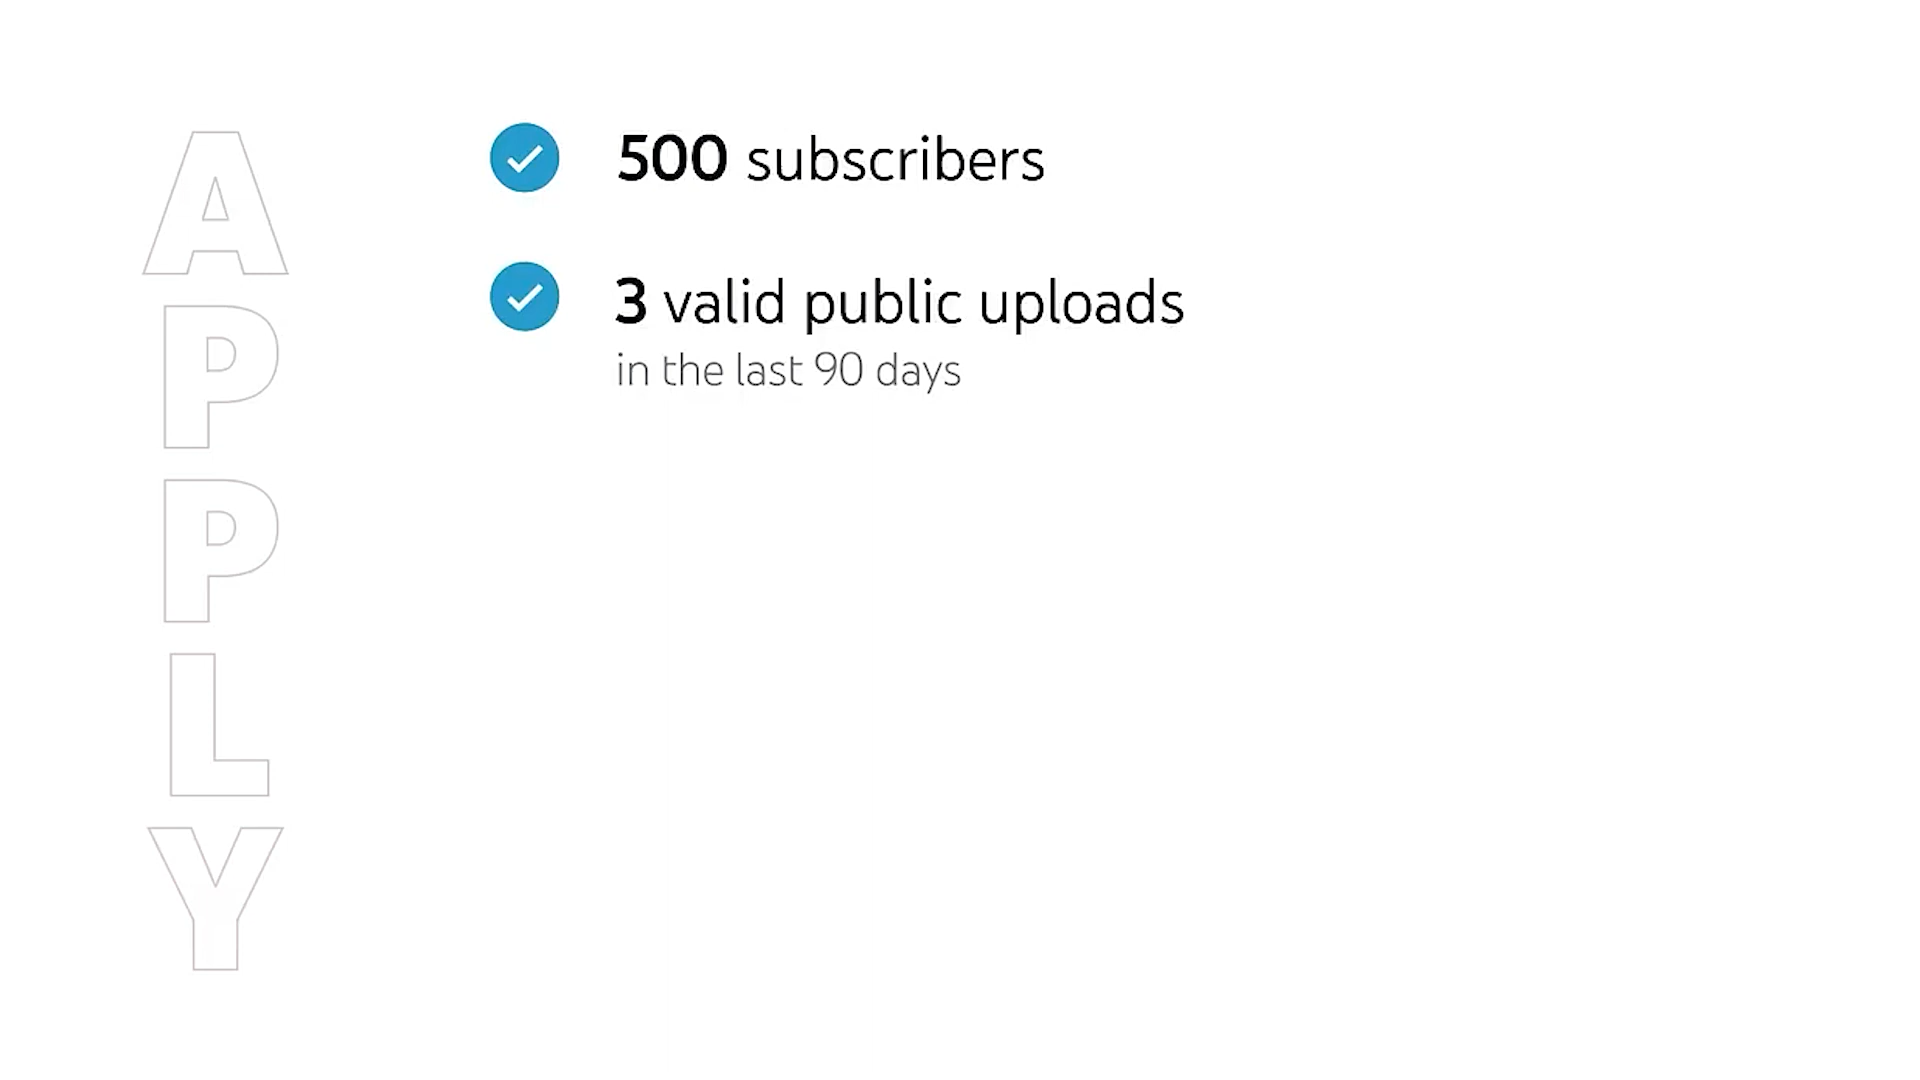 APPLY
500 subscribers
3 valid public uploads
in the last 90 days